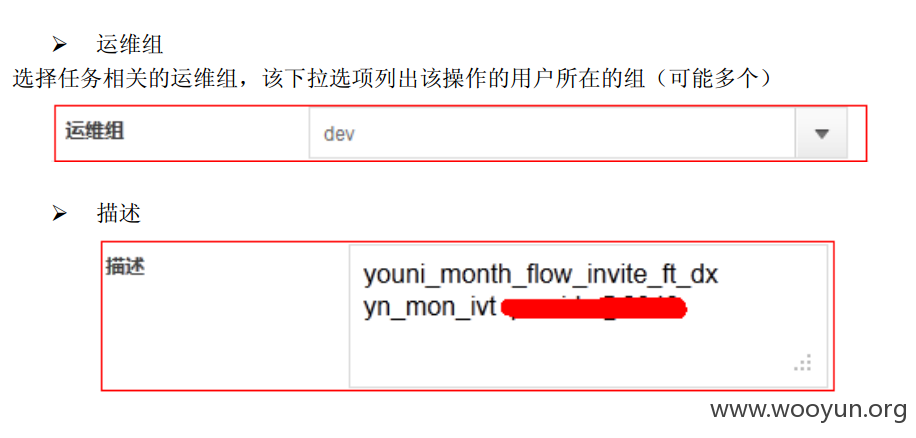 ➢ 运维组
选择任务相关的运维组，该下拉选项列出该操作的用户所在的组（可能多个）
运维组 dev
➢ 描述
描述 youni_month_flow_invite_ft_dx
yn_mon_ivt
www.wooyun.org